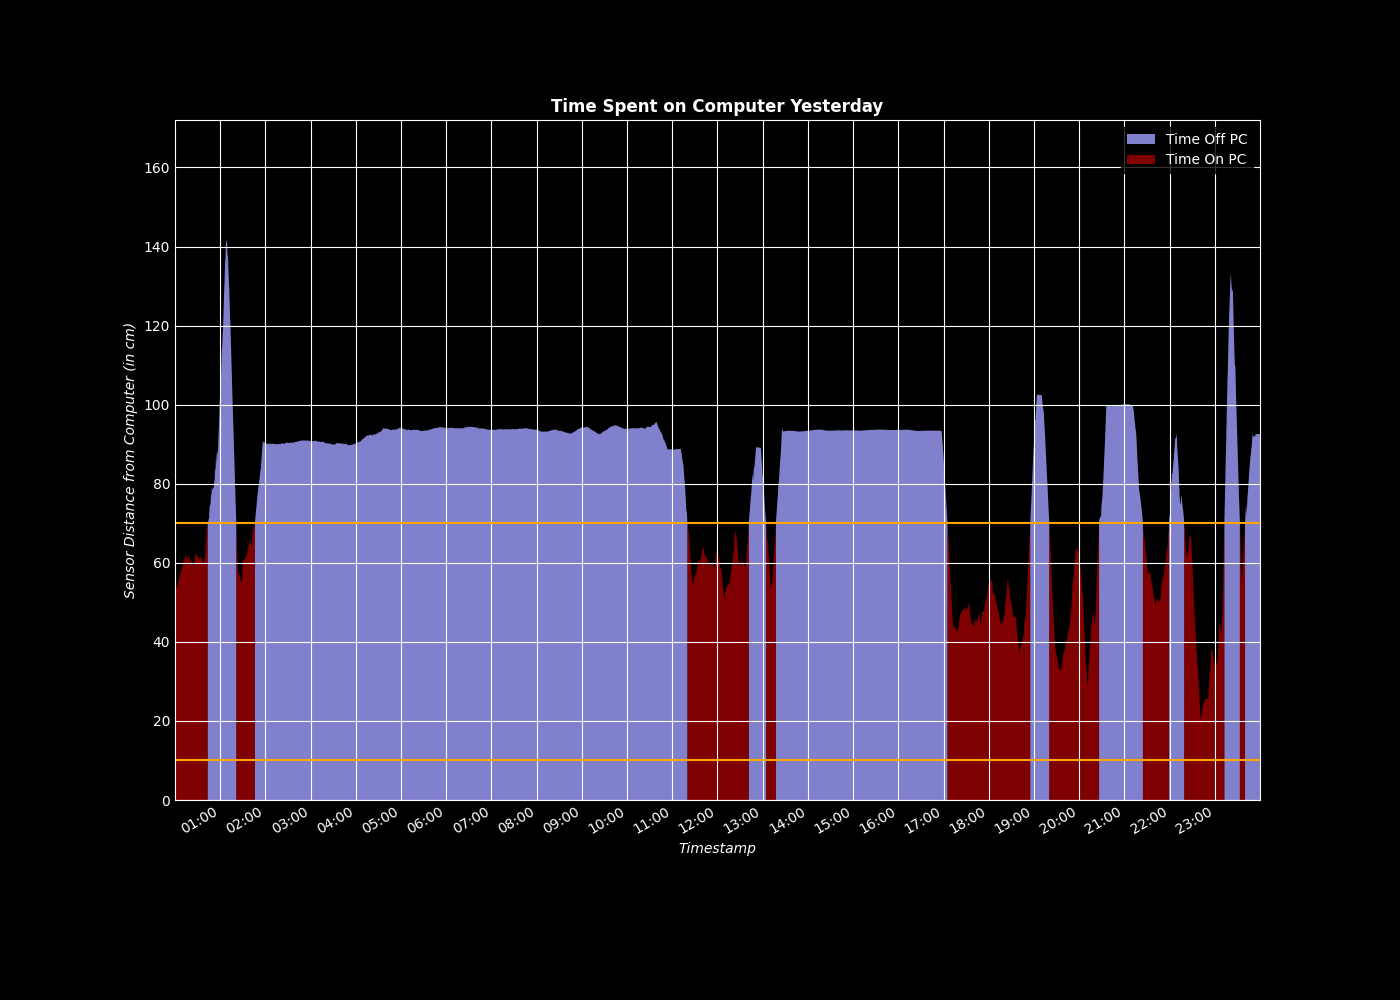 Time Spent on Computer Yesterday
Time Off PC
Time On PC
Sensor Distance from Computer (in cm)
160
140
120
100
80
60
40
20
0
01:00 02:00 03:00 04:00 05:00 06:00 07:00 08:00 09:00 10:00 11:00 12:00 13:00 14:00 15:00 16:00 17:00 18:00 19:00 20:00 21:00 22:00 23:00
Timestamp